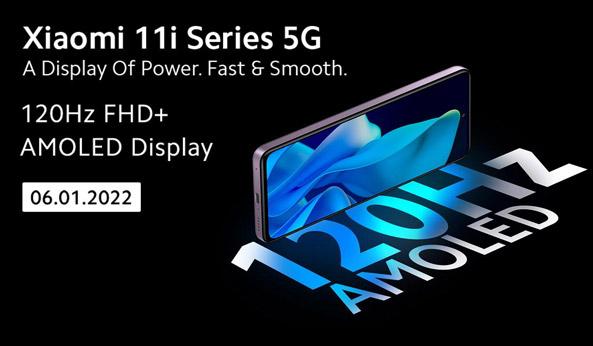 Xiaomi 11i Series 5G
A Display Of Power. Fast & Smooth.
120Hz FHD+
AMOLED Display
06.01.2022
120Hz
AMOLED